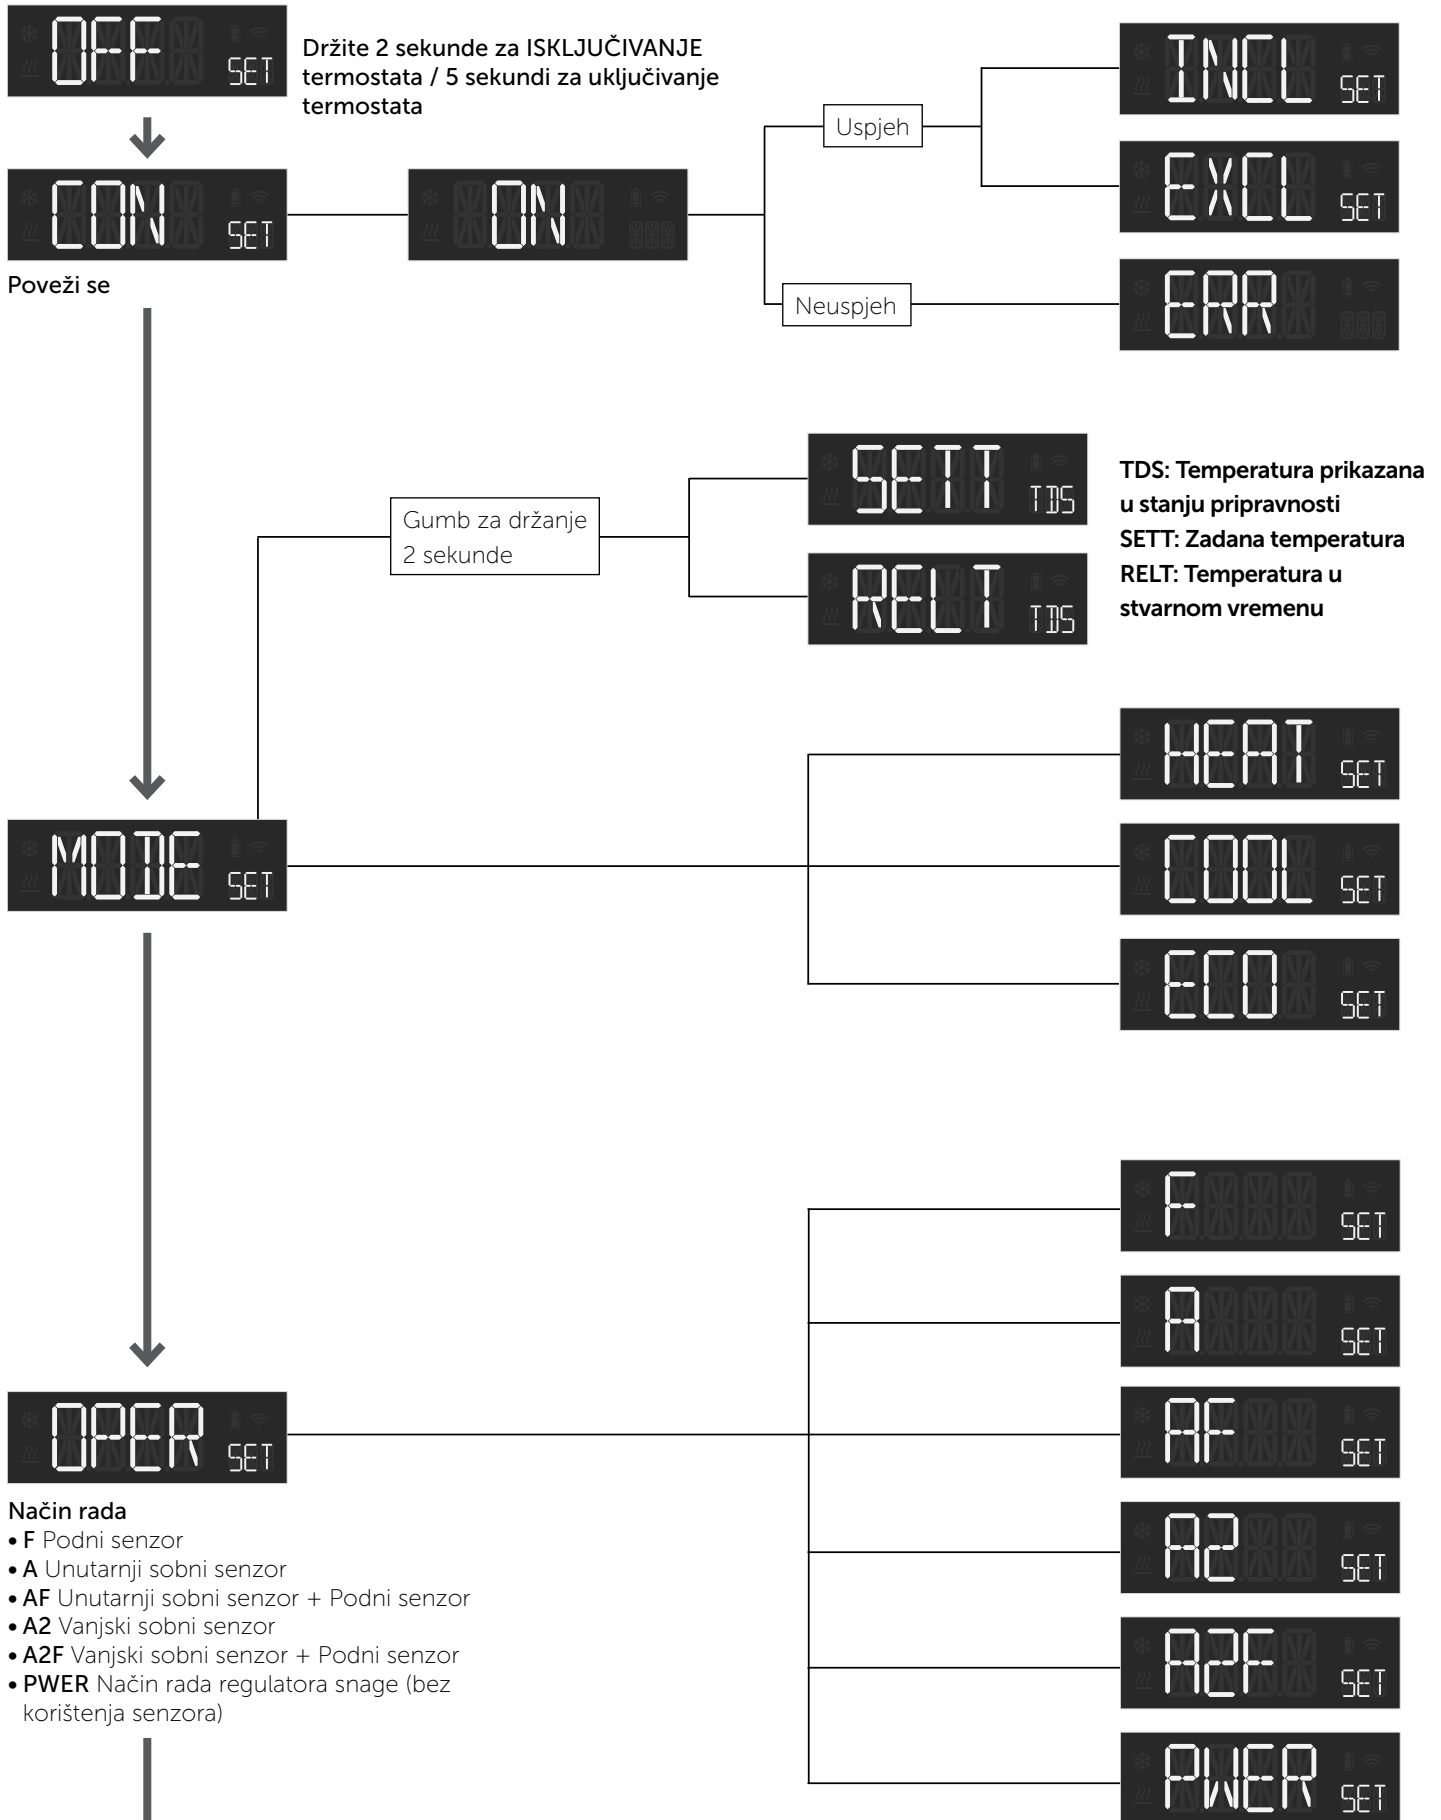 OFF SET
Držite 2 sekunde za ISKLJUČIVANJE
termostata / 5 sekundi za uključivanje
termostata
CON SET
Poveži se
ON
Uspjeh
INCL SET
EXCL SET
Neuspjeh
ERR
Gumb za držanje
2 sekunde
SETT TDS
RELT TDS
TDS: Temperatura prikazana
u stanju pripravnosti
SETT: Zadana temperatura
RELT: Temperatura u
stvarnom vremenu
MODE SET
HEAT SET
COOL SET
ECO SET
OPER SET
Način rada
• F Podni senzor
• A Unutarnji sobni senzor
• AF Unutarnji sobni senzor + Podni senzor
• A2 Vanjski sobni senzor
• A2F Vanjski sobni senzor + Podni senzor
• PWER Način rada regulatora snage (bez
korištenja senzora)
F SET
A SET
AF SET
A2 SET
A2F SET
PWER SET